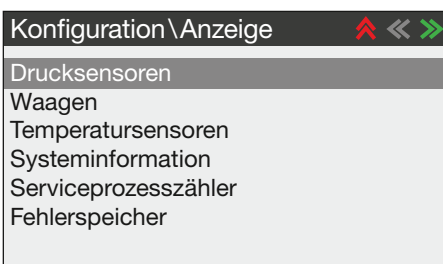 Konfiguration\Anzeige
Drucksensoren
Waagen
Temperatursensoren
Systeminformation
Serviceprozesszähler
Fehlerspeicher